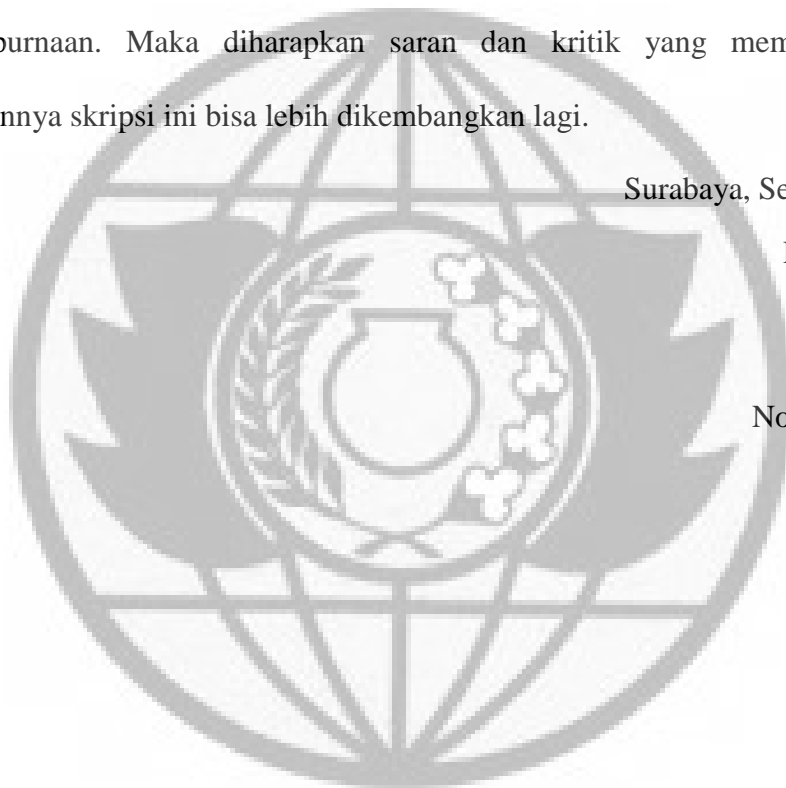 purnaan. Maka diharapkan saran dan kritik yang mem
nnya skripsi ini bisa lebih dikembangkan lagi.
Surabaya, Se
No